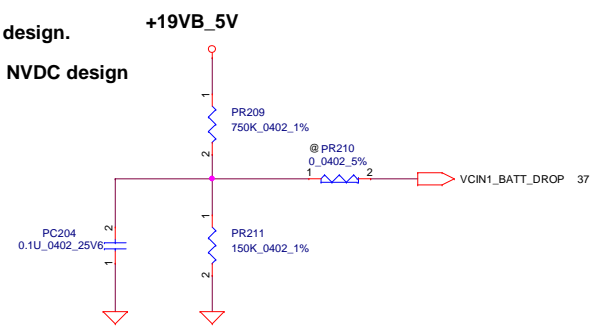 +19VB_5V
design.
NVDC design
1
PR209
750K_0402_1%
2
@ PR210
0_0402_5%
1 2
VCIN1_BATT_DROP 37
PC204
0.1U_0402_25V6
2
1
1
PR211
150K_0402_1%
2